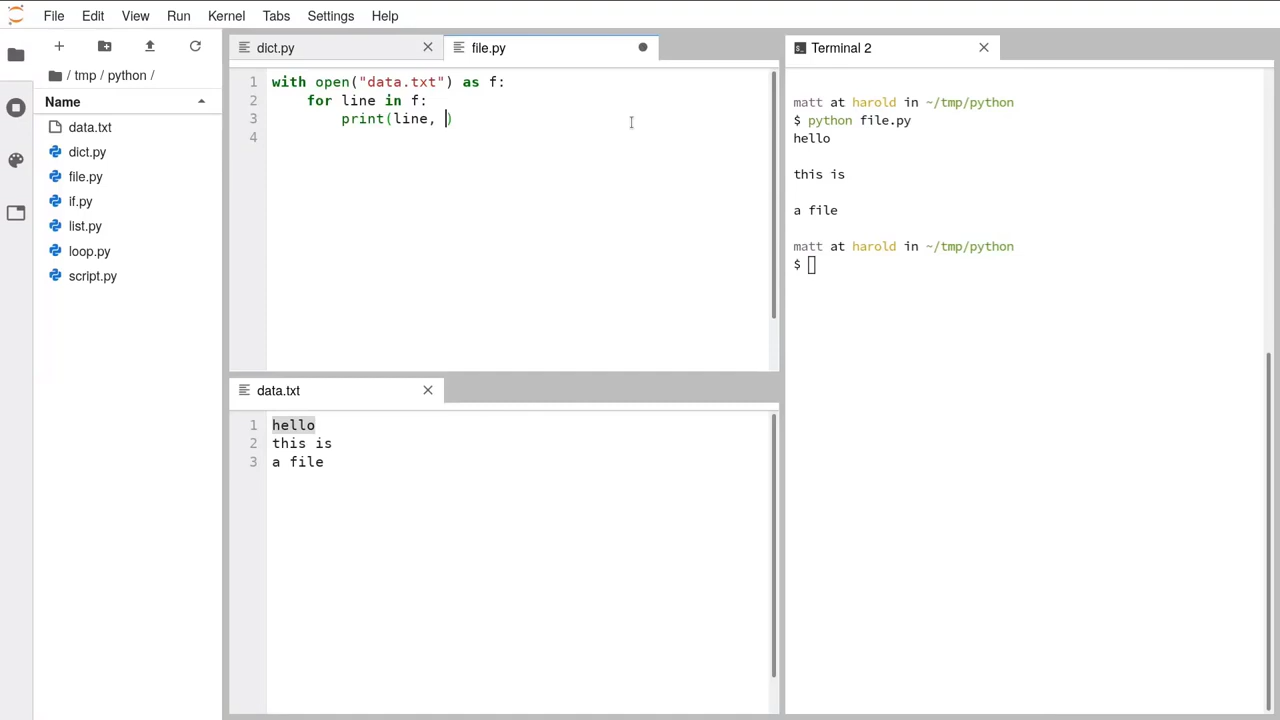 File Edit View Run Kernel Tabs Settings Help
/ tmp / python /
Name
data.txt
dict.py
file.py
if.py
list.py
loop.py
script.py
dict.py
file.py
1 with open("data.txt") as f:
2     for line in f:
3         print(line, )
4
data.txt
1 hello
2 this is
3 a file
Terminal 2
matt at harold in ~/tmp/python
$ python file.py
hello
this is
a file
matt at harold in ~/tmp/python
$